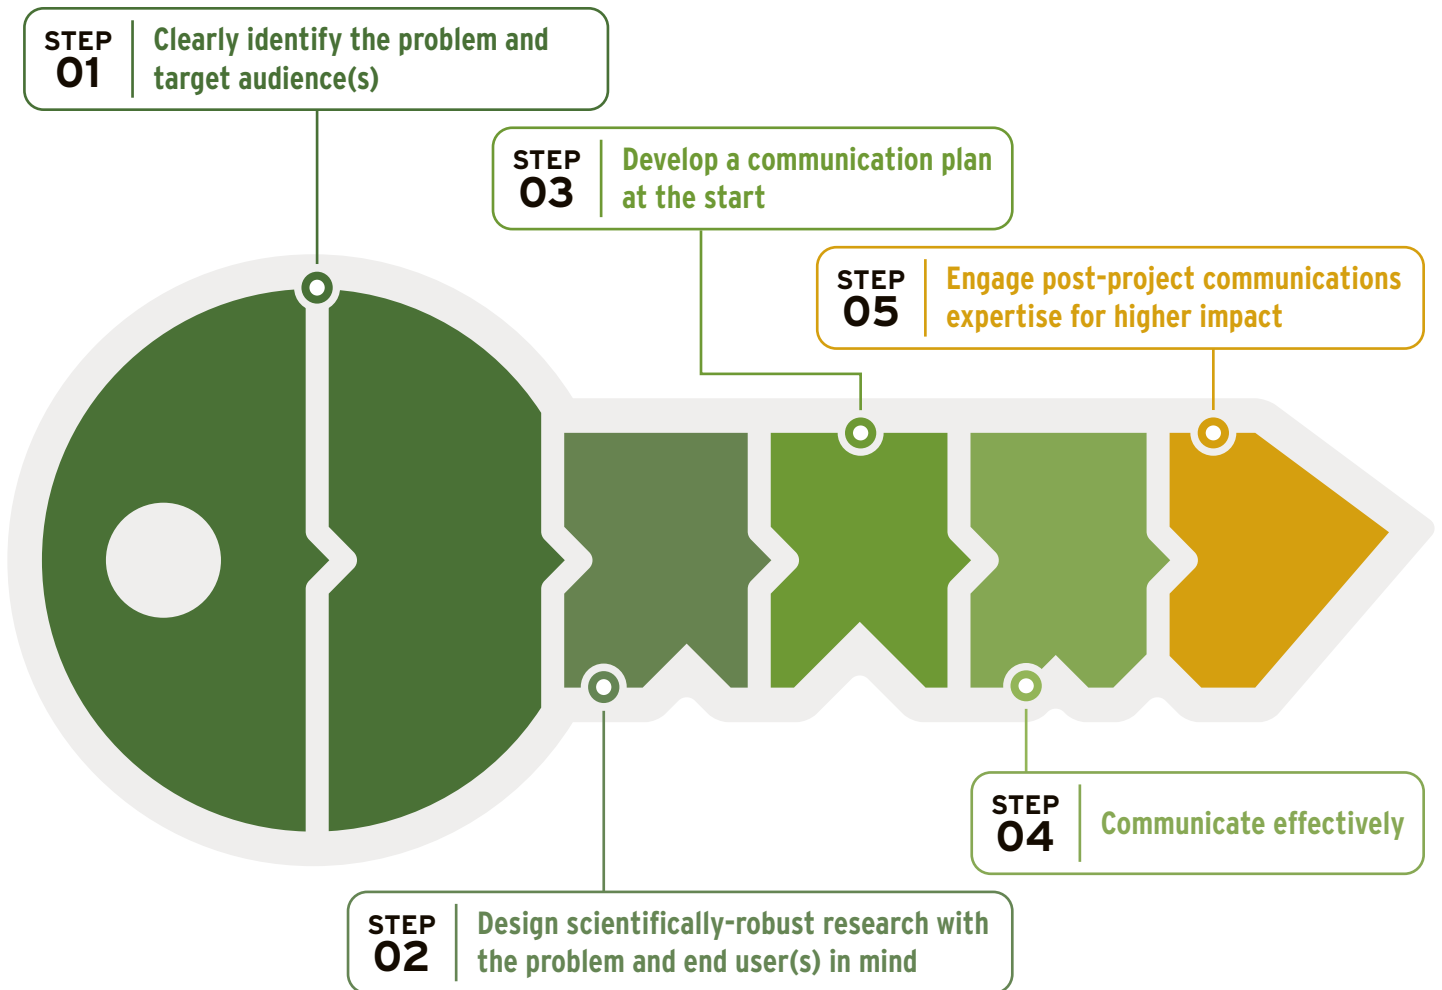 STEP
01
Clearly identify the problem and
target audience(s)
STEP
03
Develop a communication plan
at the start
STEP
05
Engage post-project communications
expertise for higher impact
STEP
04
Communicate effectively
STEP
02
Design scientifically-robust research with
the problem and end user(s) in mind